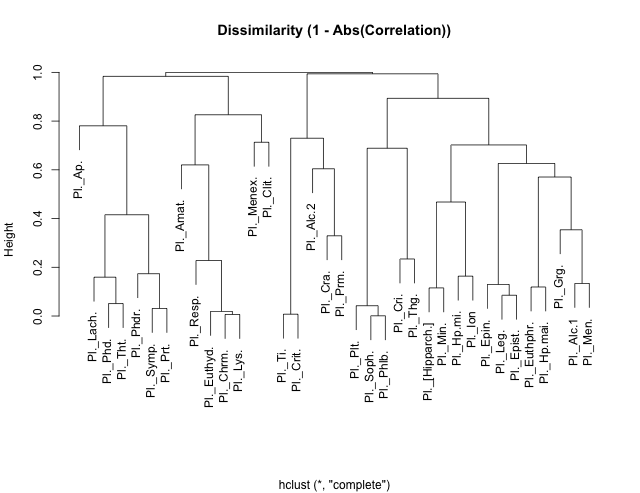 Dissimilarity (1 - Abs(Correlation))
Height
1.0
0.8
0.6
0.4
0.2
0.0
Pl._Ap.
Pl._Lach.
Pl._Phd.
Pl._Tht.
Pl._Phdr.
Pl._Symp.
Pl._Prt.
Pl._Amat.
Pl._Resp.
Pl._Euthyd.
Pl._Chrm.
Pl._Lys.
Pl._Menex.
Pl._Clit.
Pl._Ti.
Pl._Crit.
Pl._Alc.2
Pl._Cra.
Pl._Prm.
Pl._Plt.
Pl._Soph.
Pl._Phlb.
Pl._Cri.
Pl._Thg.
Pl._[Hipparch.]
Pl._Min.
Pl._Hp.mi.
Pl._Ion
Pl._Epin.
Pl._Leg.
Pl._Epist.
Pl._Euthphr.
Pl._Hp.mai.
Pl._Grg.
Pl._Alc.1
Pl._Men.
hclust (*, "complete")